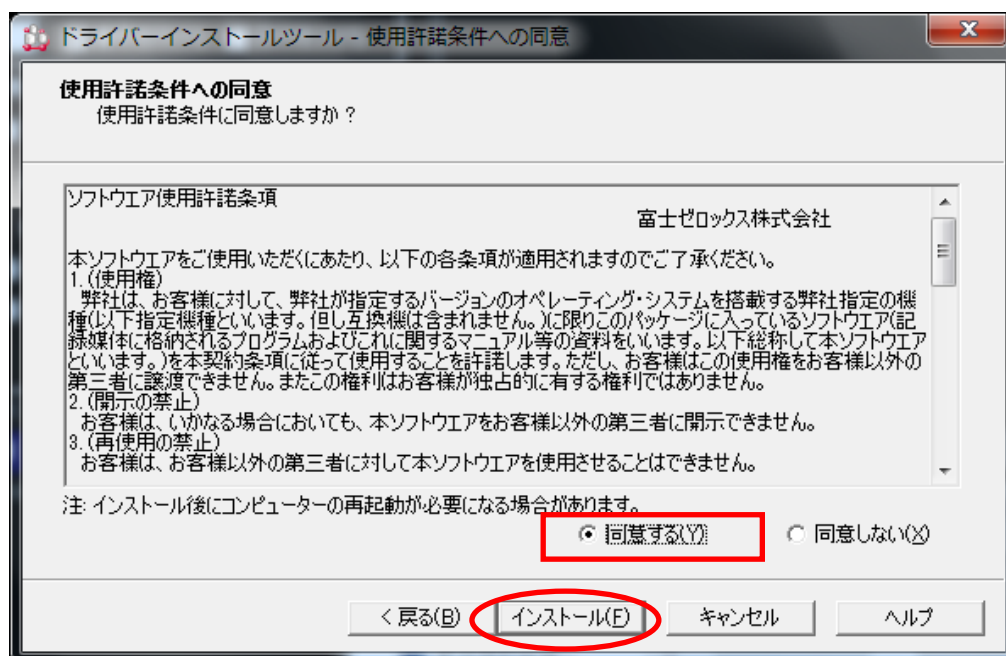 ドライバーインストールツール - 使用許諾条件への同意
使用許諾条件への同意
使用許諾条件に同意しますか？
ソフトウエア使用許諾条項
富士ゼロックス株式会社
本ソフトウエアをご使用いただくにあたり、以下の各条項が適用されますのでご了承ください。
1.(使用権)
弊社は、お客様に対して、弊社が指定するバージョンのオペレーティング・システムを搭載する弊社指定の機
種(以下指定機種といいます。但し互換機は含まれません。)に限りこのパッケージに入っているソフトウエア(記
録媒体に格納されるプログラムおよびこれに関するマニュアル等の資料をいいます。以下総称して本ソフトウエア
といいます。)を本契約条項に従って使用することを許諾します。ただし、お客様はこの使用権をお客様以外の
第三者に譲渡できません。またこの権利はお客様が独占的に有する権利ではありません。
2.(開示の禁止)
お客様は、いかなる場合においても、本ソフトウエアをお客様以外の第三者に開示できません。
3.(再使用の禁止)
お客様は、お客様以外の第三者に対して本ソフトウエアを使用させることはできません。
注: インストール後にコンピューターの再起動が必要になる場合があります。
同意する(Y) 同意しない(X)
< 戻る(B) インストール(F) キャンセル ヘルプ